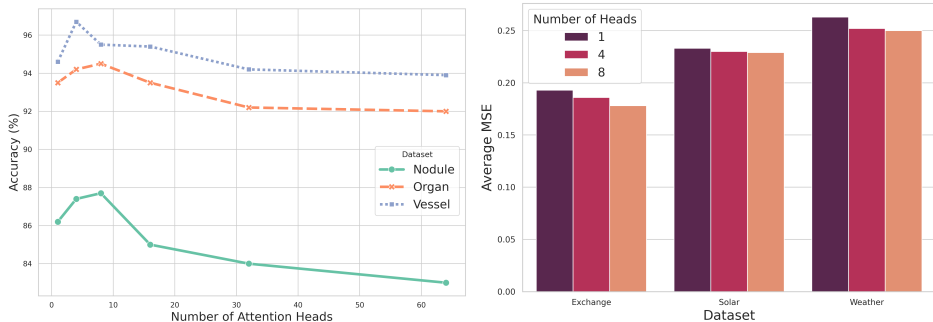 96
94
92
90
88
86
84
Accuracy (%)
0
10
20
30
40
50
60
Number of Attention Heads
Dataset
Nodule
Organ
Vessel
Number of Heads
1
4
8
0.25
0.20
0.15
0.10
0.05
0.00
Average MSE
Exchange
Solar
Weather
Dataset